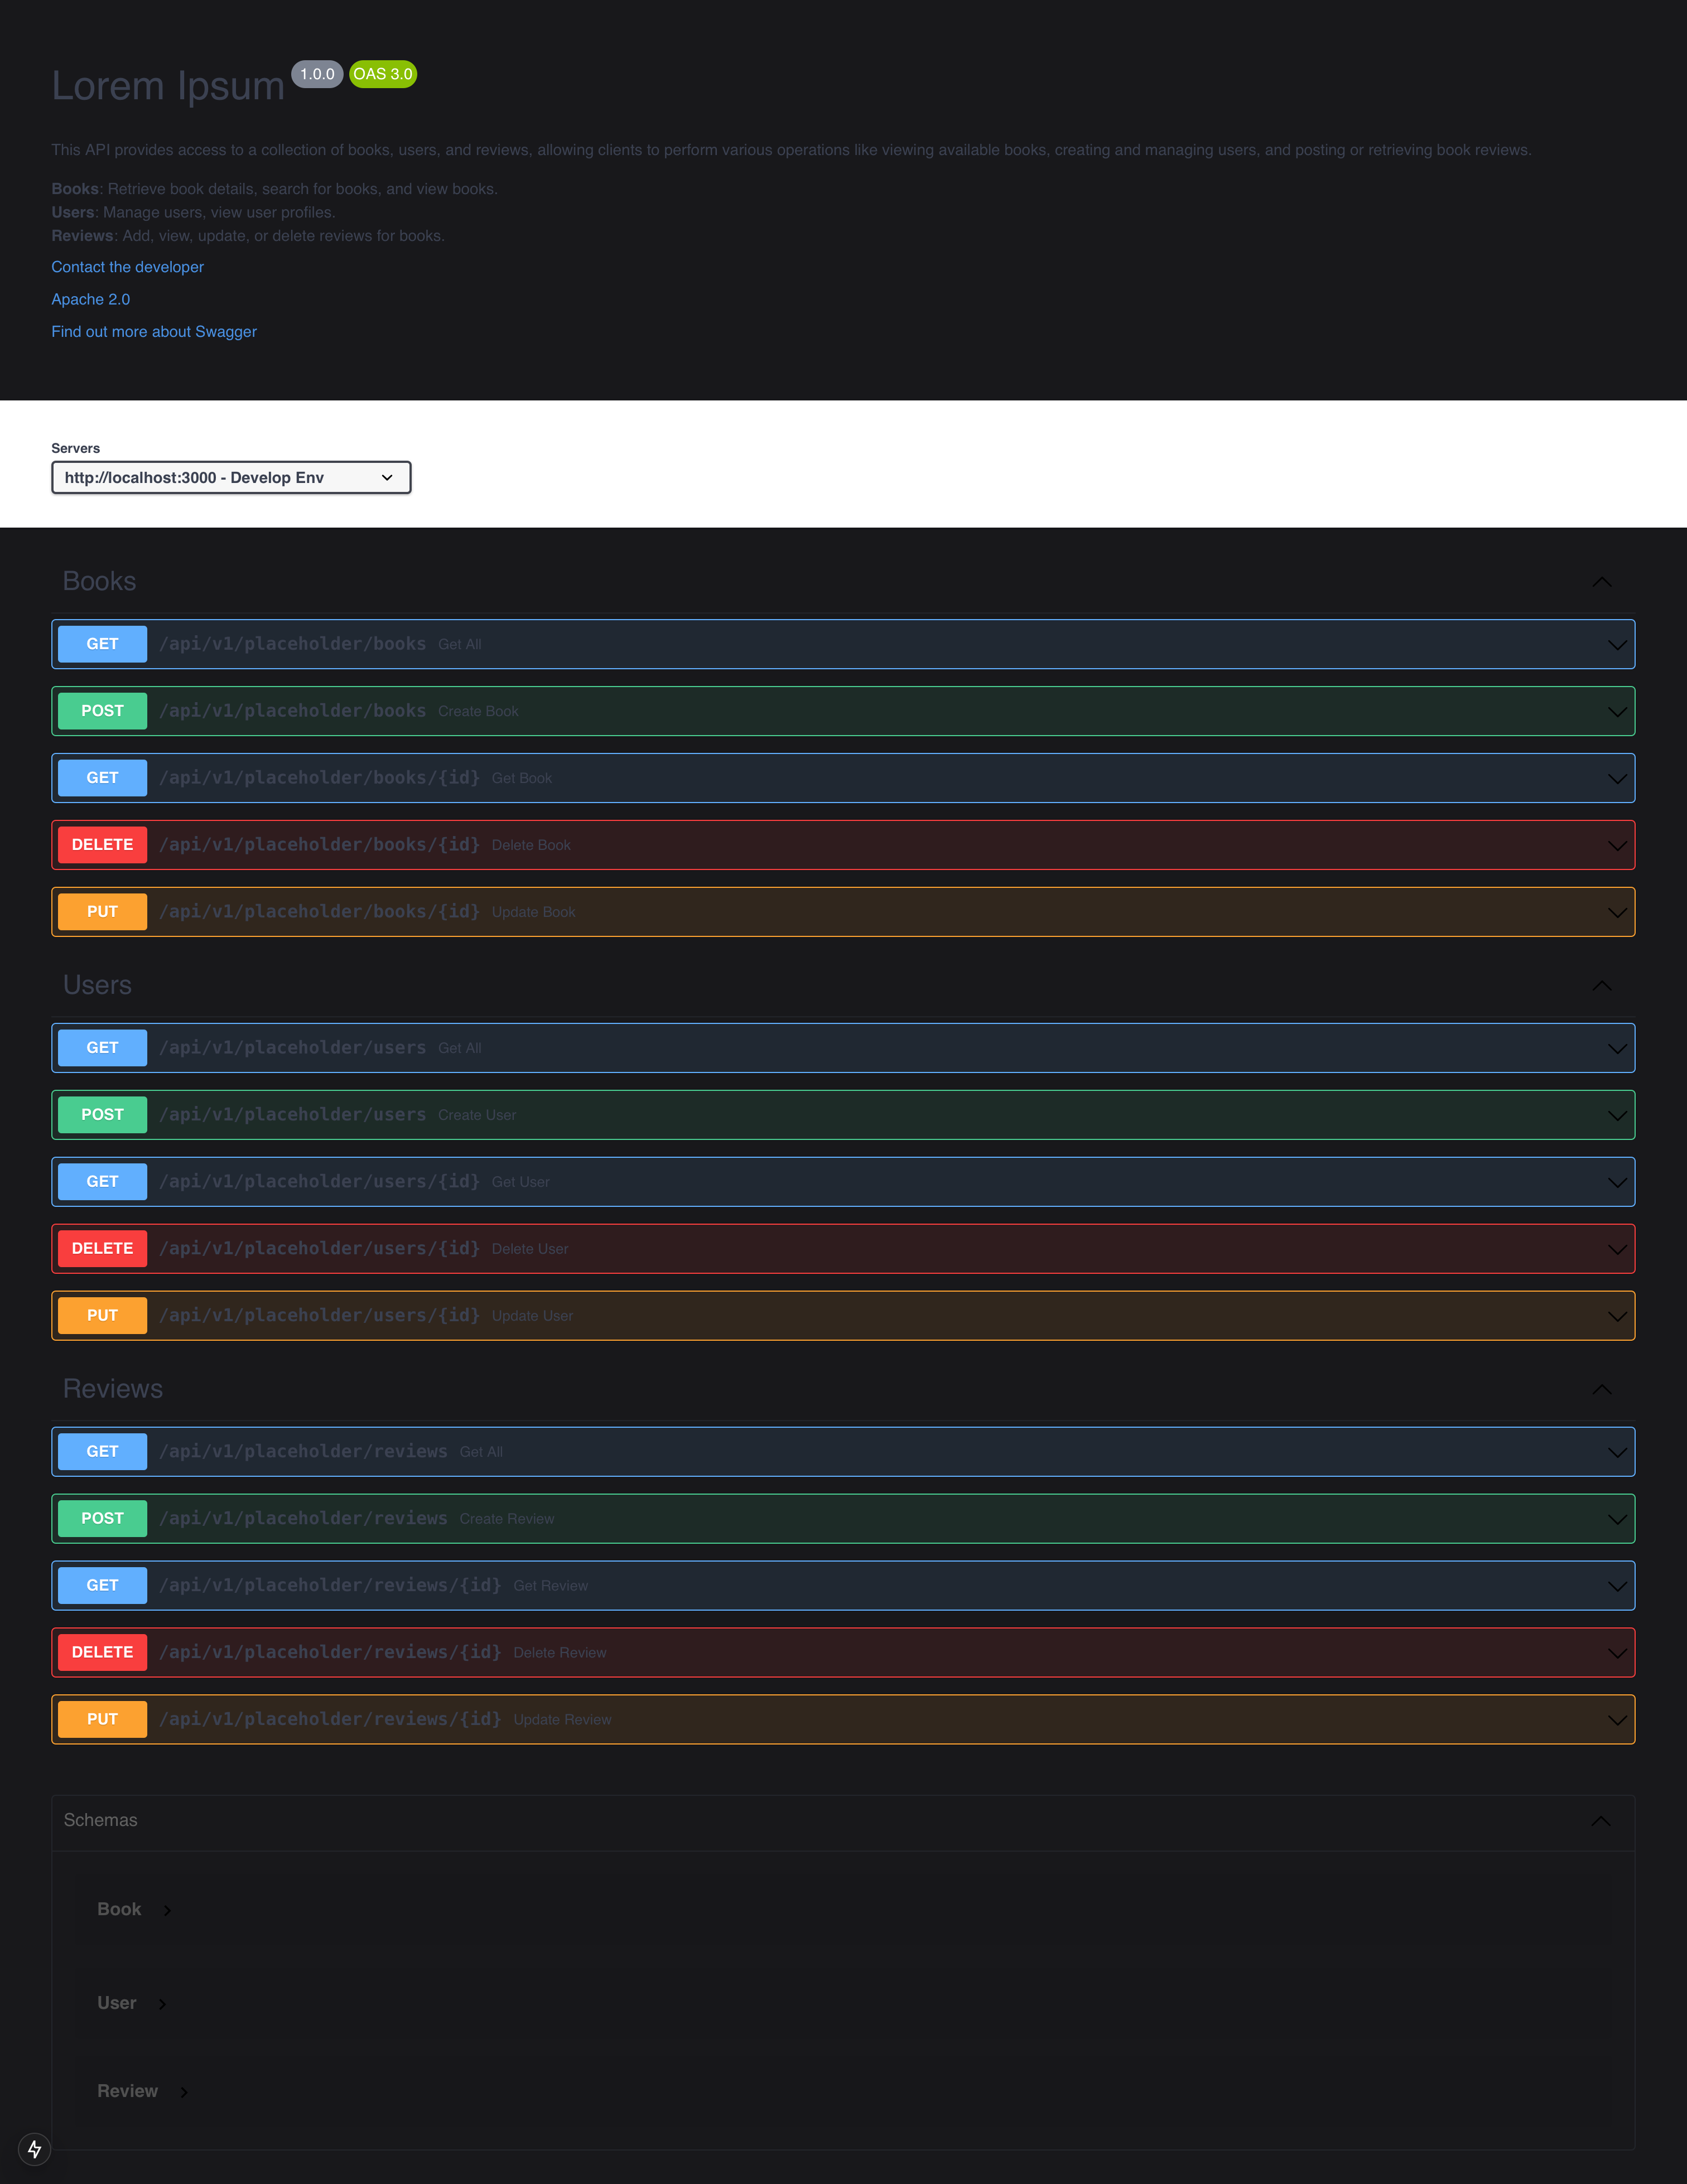 Lorem Ipsum 1.0.0 OAS 3.0
This API provides access to a collection of books, users, and reviews, allowing clients to perform various operations like viewing available books, creating and managing users, and posting or retrieving book reviews.
Books: Retrieve book details, search for books, and view books.
Users: Manage users, view user profiles.
Reviews: Add, view, update, or delete reviews for books.
Contact the developer
Apache 2.0
Find out more about Swagger
Servers
http://localhost:3000 - Develop Env
Books
GET /api/v1/placeholder/books Get All
POST /api/v1/placeholder/books Create Book
GET /api/v1/placeholder/books/{id} Get Book
DELETE /api/v1/placeholder/books/{id} Delete Book
PUT /api/v1/placeholder/books/{id} Update Book
Users
GET /api/v1/placeholder/users Get All
POST /api/v1/placeholder/users Create User
GET /api/v1/placeholder/users/{id} Get User
DELETE /api/v1/placeholder/users/{id} Delete User
PUT /api/v1/placeholder/users/{id} Update User
Reviews
GET /api/v1/placeholder/reviews Get All
POST /api/v1/placeholder/reviews Create Review
GET /api/v1/placeholder/reviews/{id} Get Review
DELETE /api/v1/placeholder/reviews/{id} Delete Review
PUT /api/v1/placeholder/reviews/{id} Update Review
Schemas
Book
User
Review